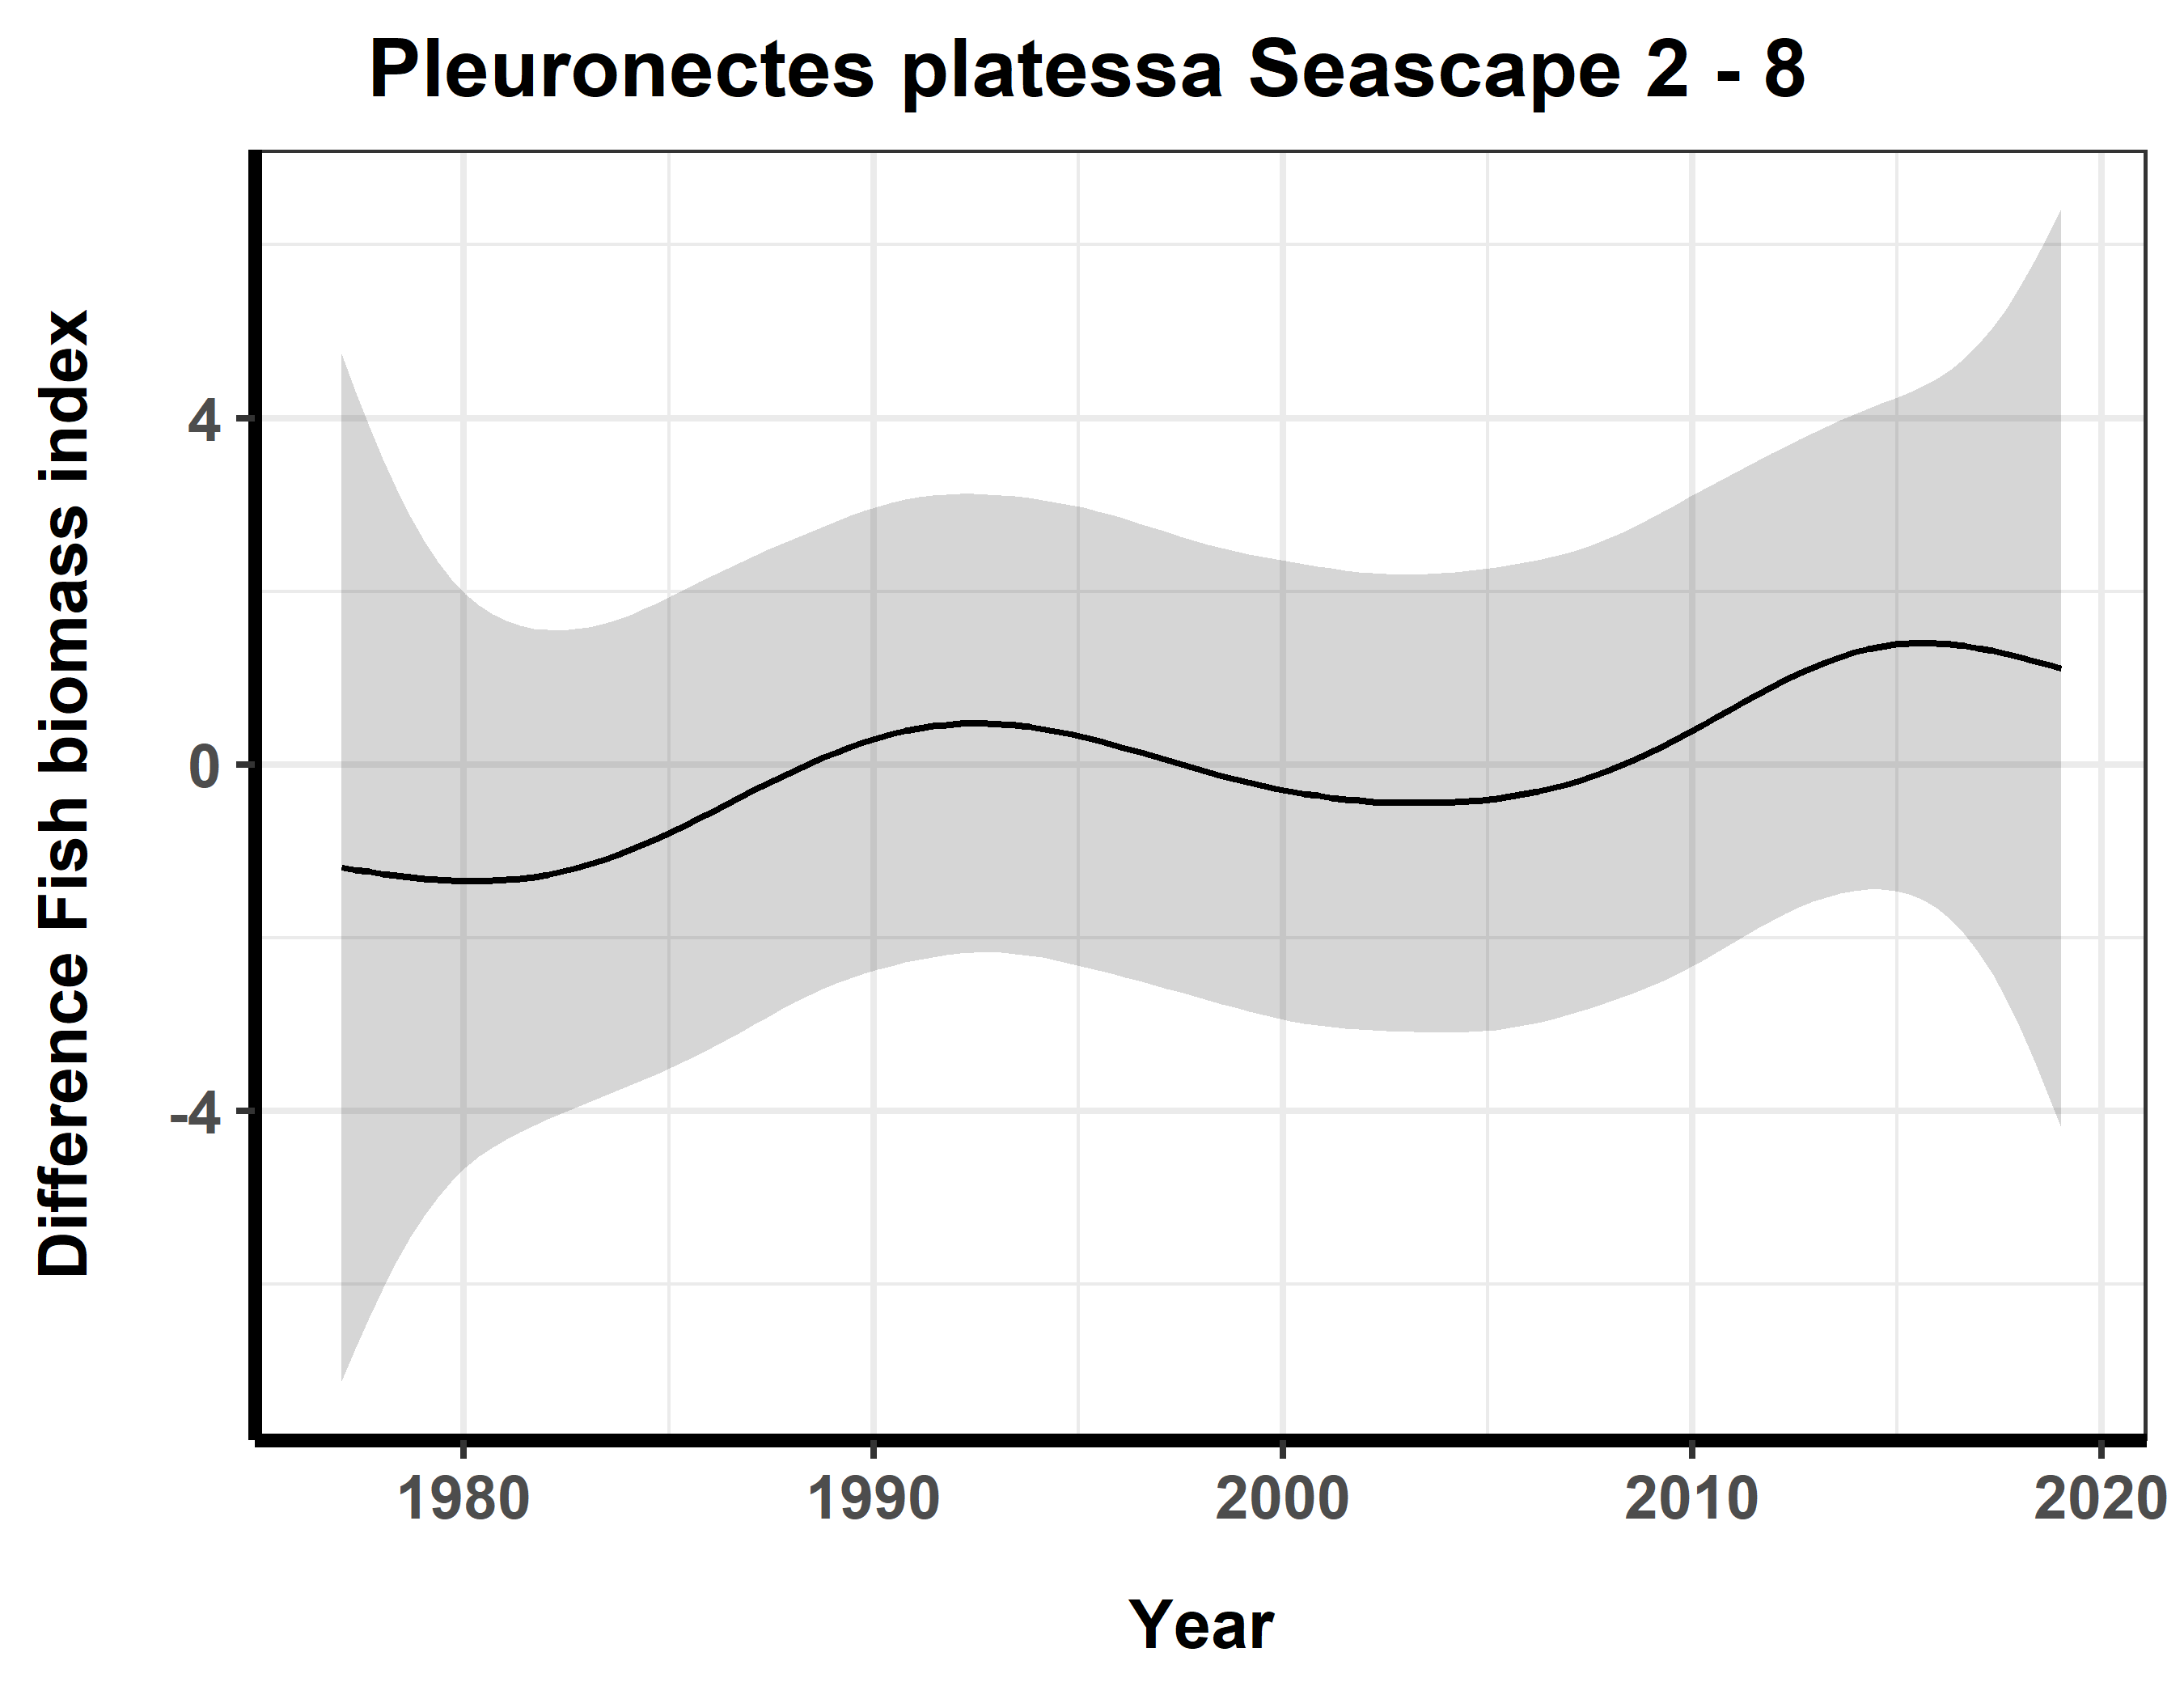 Pleuronectes platessa Seascape 2 - 8
Difference Fish biomass index
4
0
-4
1980 1990 2000 2010 2020
Year